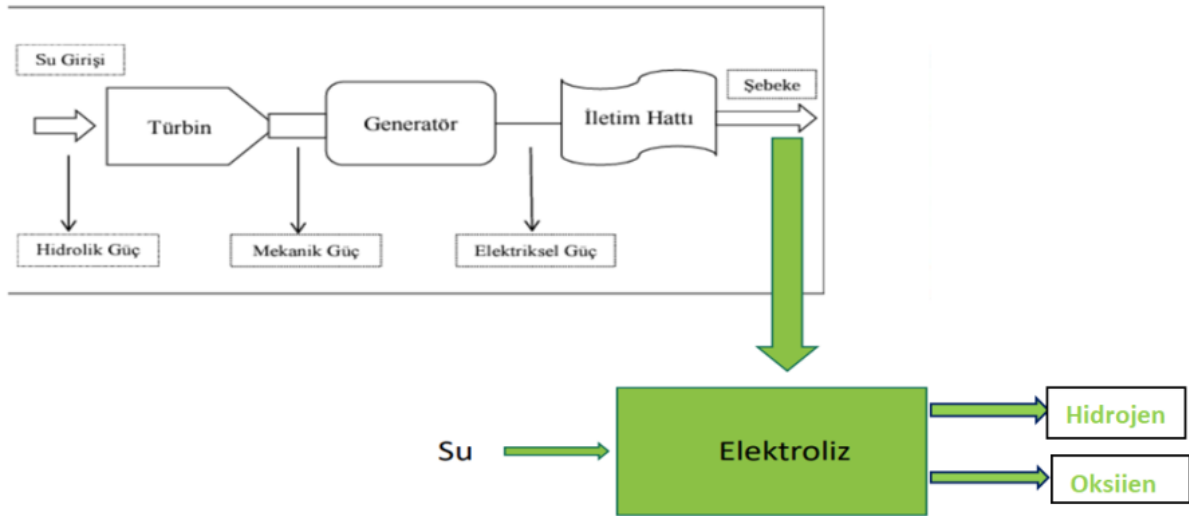 Su Girişi
Türbin
Generatör
İletim Hattı
Şebeke
Hidrolik Güç
Mekanik Güç
Elektriksel Güç
Su
Elektroliz
Hidrojen
Oksiien